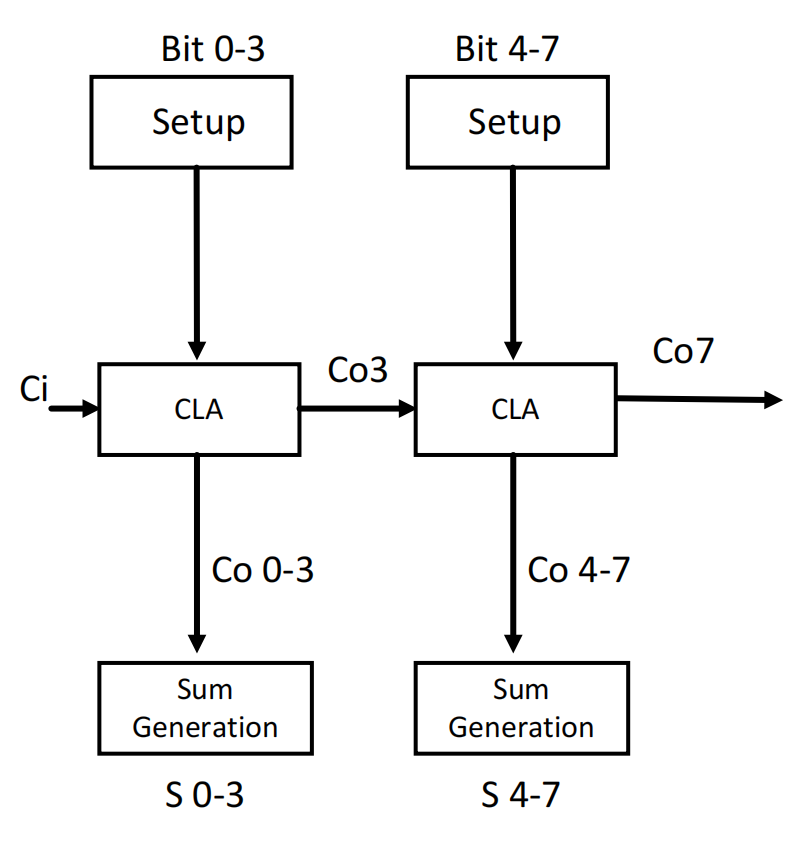 Bit 0-3
Bit 4-7
Setup
Setup
Ci
CLA
Co3
CLA
Co7
Co 0-3
Co 4-7
Sum
Generation
Sum
Generation
S 0-3
S 4-7